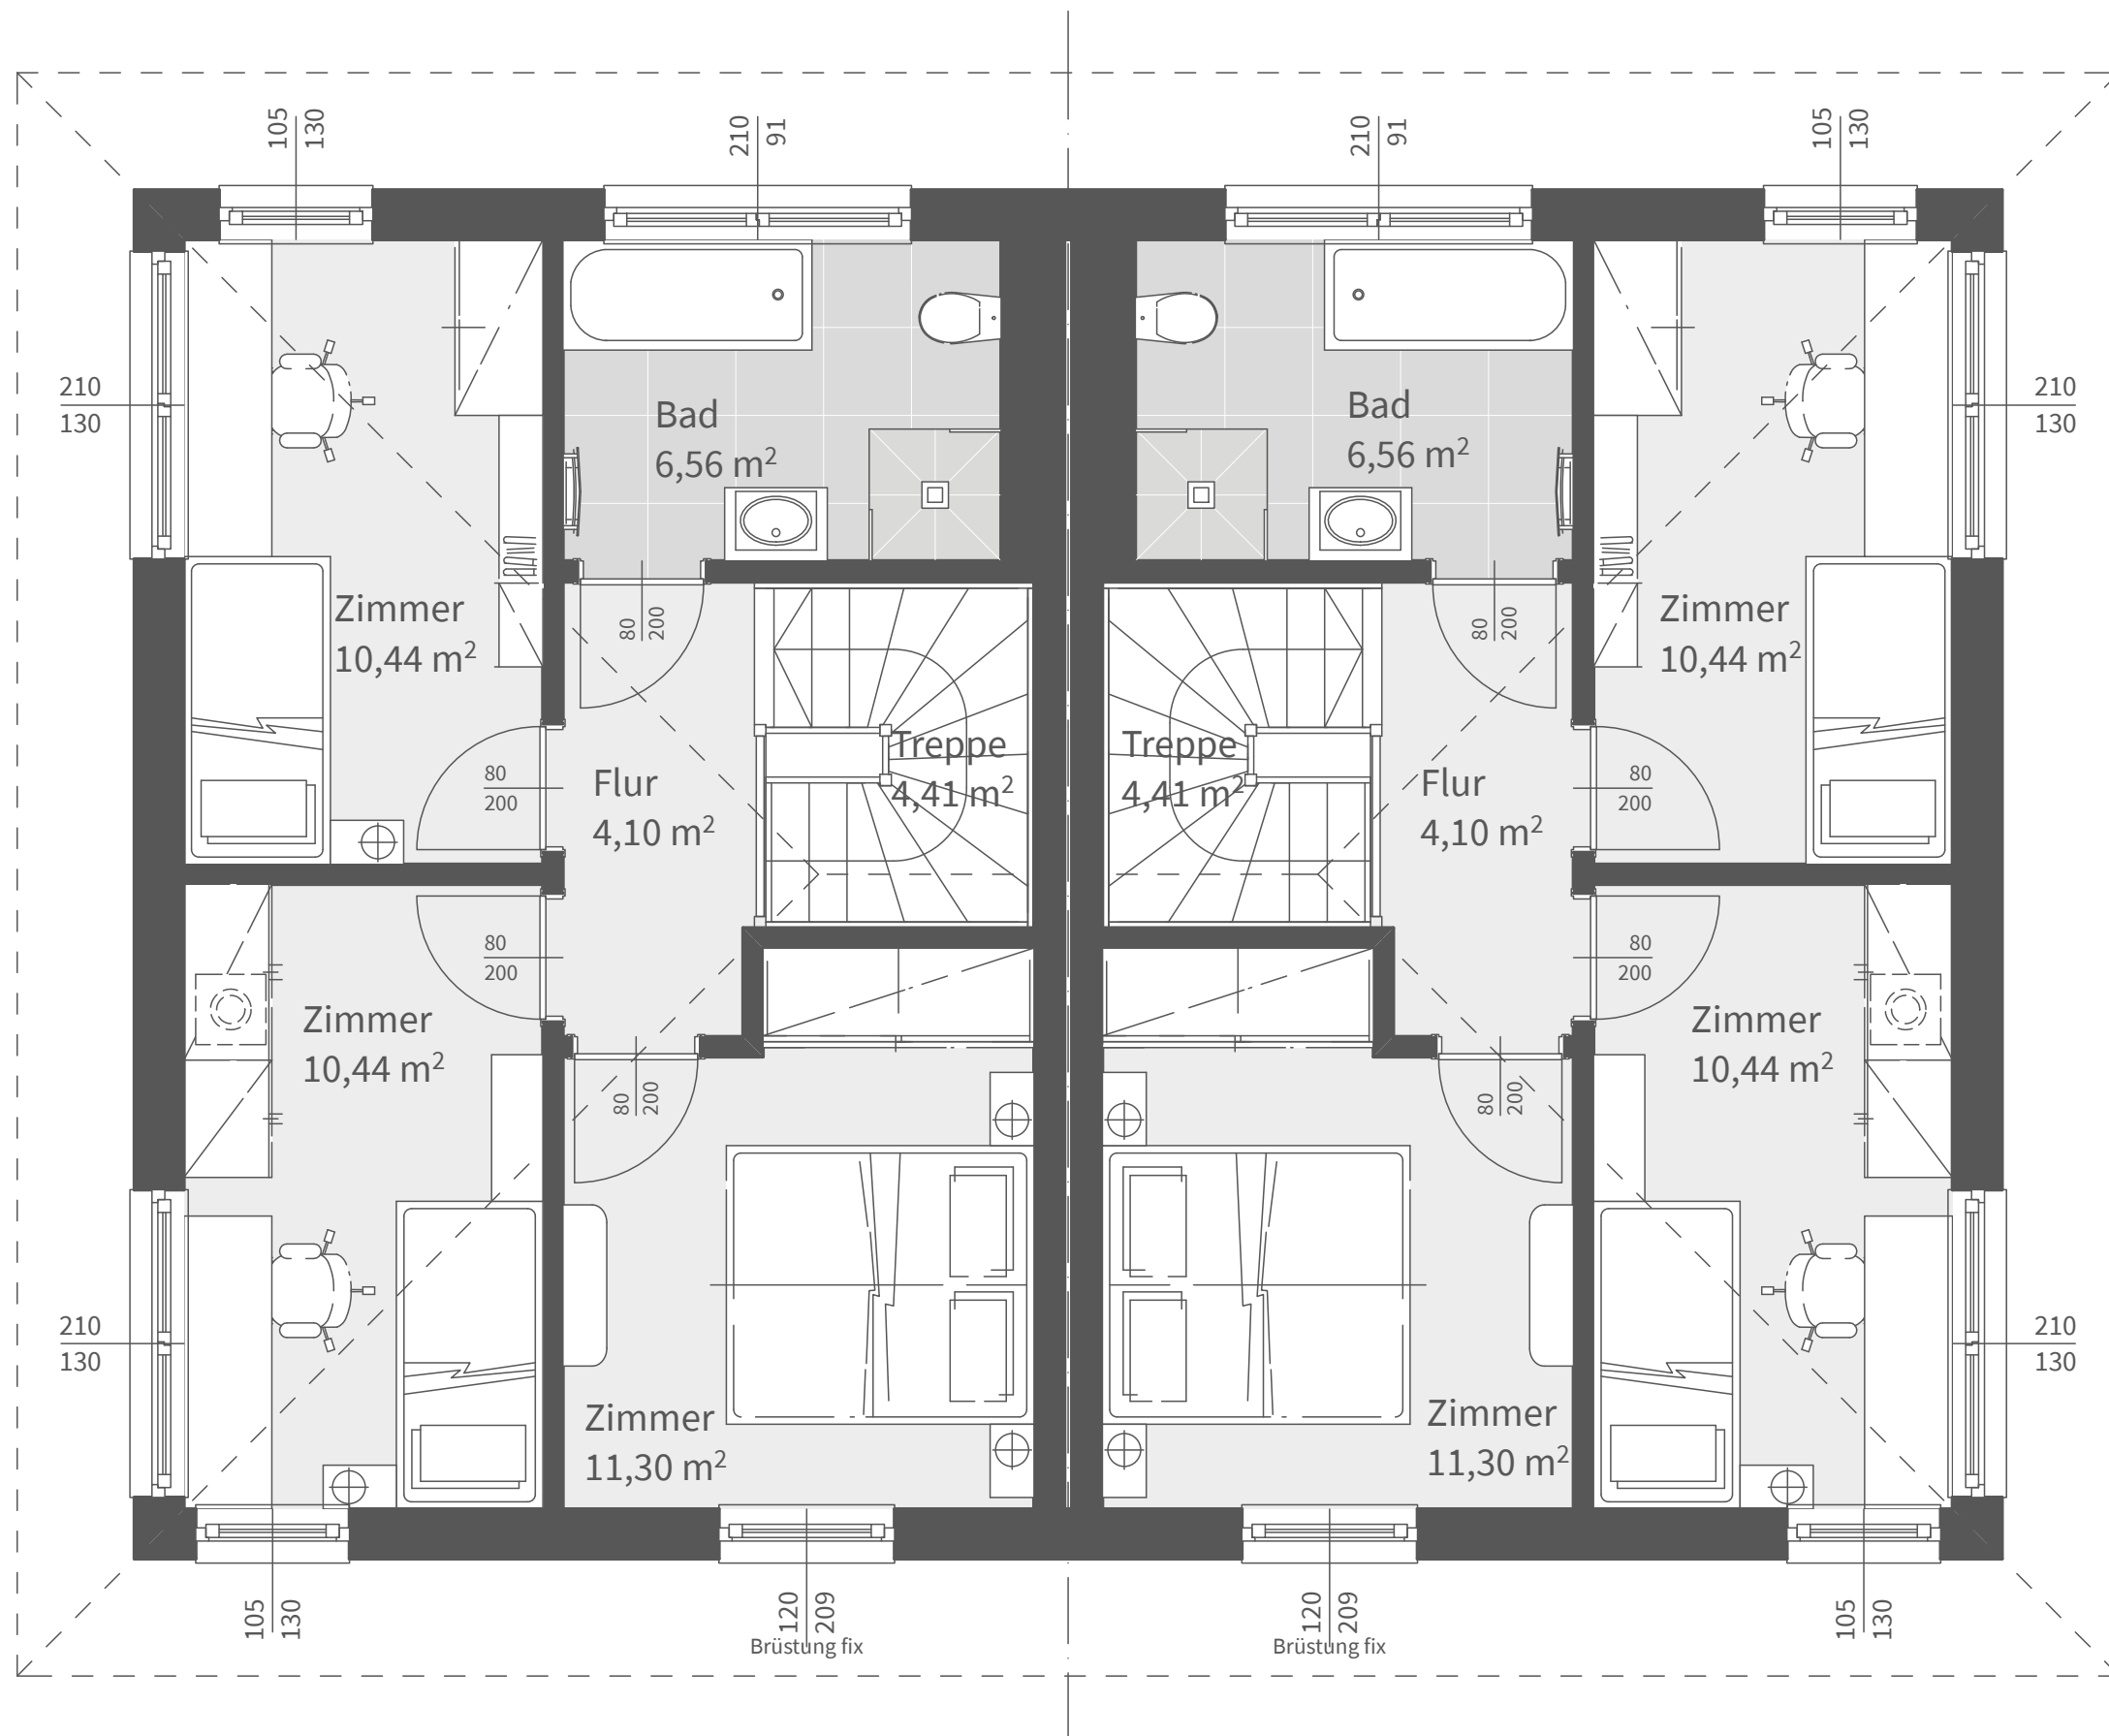 105
130
210
91
210
91
105
130
210
130
210
130
Bad
6,56 m²
Bad
6,56 m²
Zimmer
10,44 m²
80
200
80
200
Zimmer
10,44 m²
Treppe
4,41 m²
Treppe
4,41 m²
80
200
Flur
4,10 m²
Flur
4,10 m²
80
200
80
200
80
200
Zimmer
10,44 m²
Zimmer
10,44 m²
80
200
80
200
210
130
210
130
Zimmer
11,30 m²
Zimmer
11,30 m²
105
130
120
209
Brüstung fix
120
209
Brüstung fix
105
130